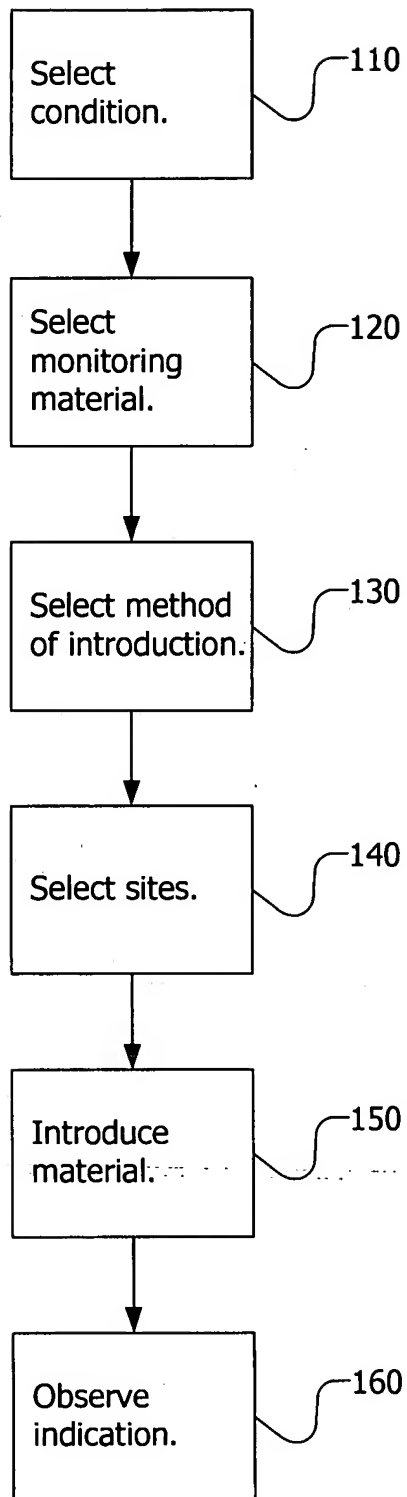 Select
condition.
110
Select
monitoring
material.
120
Select method
of introduction.
130
Select sites.
140
Introduce
material.
150
Observe
indication.
160